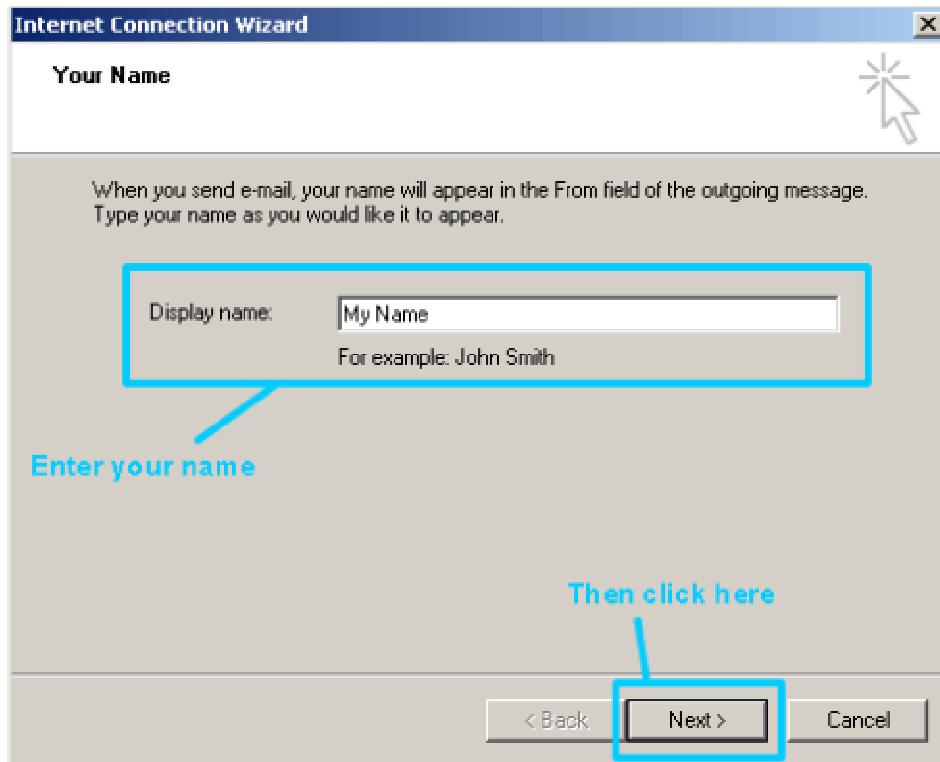 Internet Connection Wizard
Your Name
When you send e-mail, your name will appear in the From field of the outgoing message.
Type your name as you would like it to appear.
Display name: My Name
For example: John Smith
Enter your name
Then click here
< Back Next > Cancel